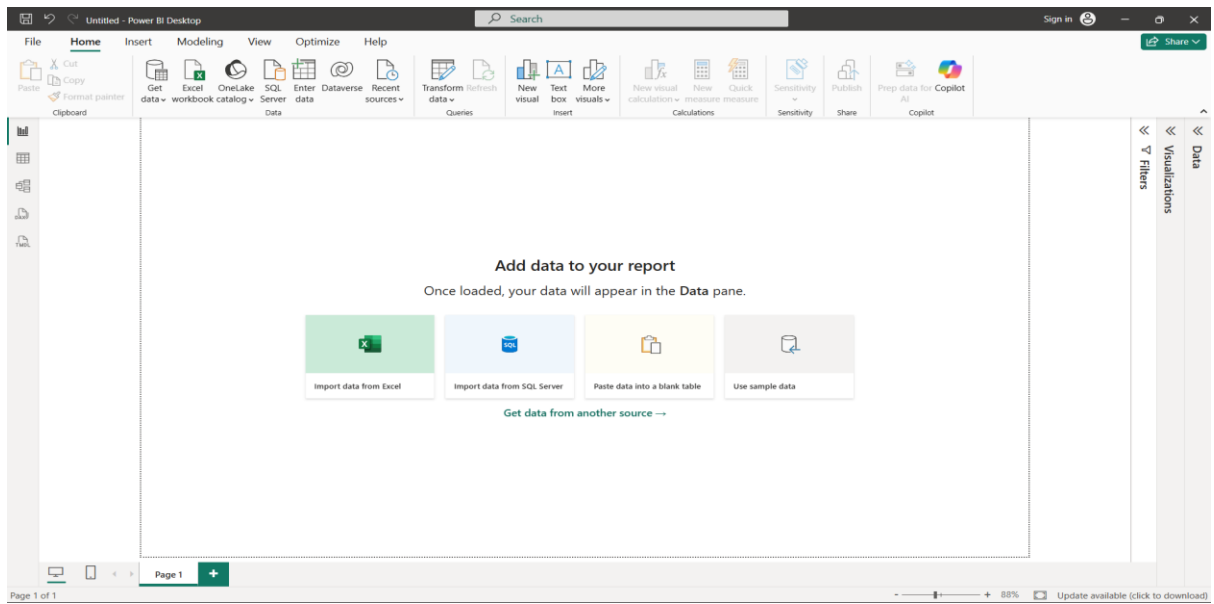 Untitled - Power BI Desktop
Search
Sign in
File Home Insert Modeling View Optimize Help
Share
Paste
Cut
Copy
Format painter
Clipboard
Get data
Excel workbook
OneLake catalog
SQL Server
Enter data
Dataverse
Recent sources
Data
Transform data
Refresh
Queries
New visual
Text box
More visuals
Insert
New visual calculation
New measure
Quick measure
Calculations
Sensitivity
Sensitivity
Publish
Share
Prep data for AI
Copilot
Copilot
Filters
Visualizations
Data
DAX
TMDL
Add data to your report
Once loaded, your data will appear in the Data pane.
X
SQL
Import data from Excel
Import data from SQL Server
Paste data into a blank table
Use sample data
Get data from another source →
Page 1
+
Page 1 of 1
- + 88%
Update available (click to download)